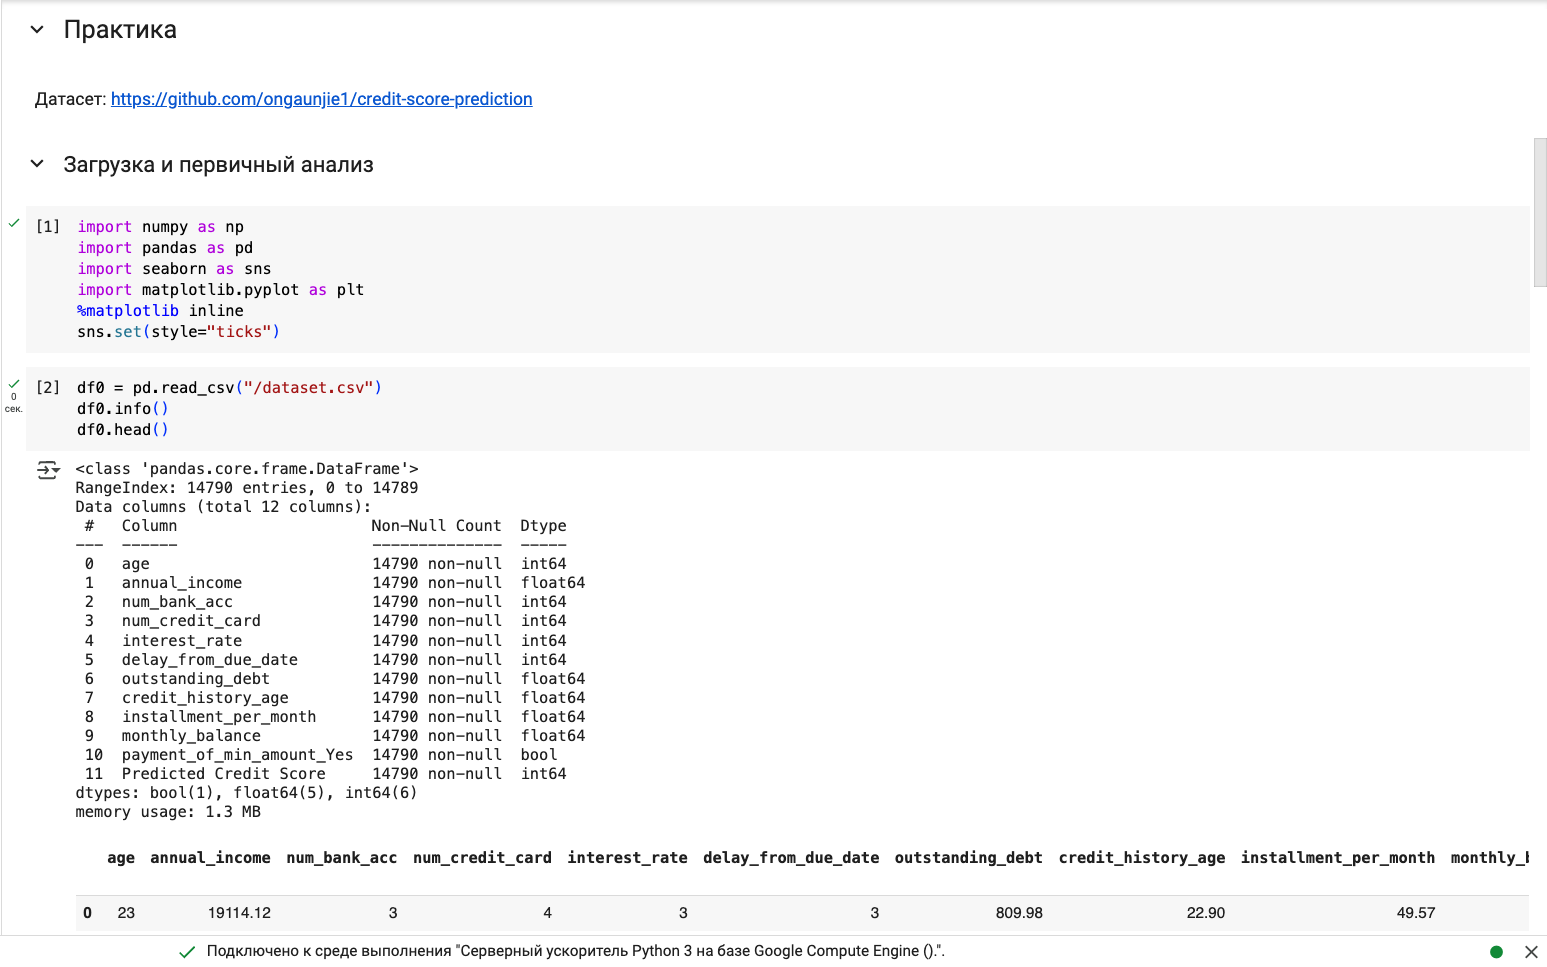 Практика
Датасет: https://github.com/ongaunjie1/credit-score-prediction
Загрузка и первичный анализ
[1] import numpy as np
import pandas as pd
import seaborn as sns
import matplotlib.pyplot as plt
%matplotlib inline
sns.set(style="ticks")
0 сек. [2] df0 = pd.read_csv("/dataset.csv")
df0.info()
df0.head()
<class 'pandas.core.frame.DataFrame'>
RangeIndex: 14790 entries, 0 to 14789
Data columns (total 12 columns):
# Column Non-Null Count Dtype
--- ------ -------------- -----
0 age 14790 non-null int64
1 annual_income 14790 non-null float64
2 num_bank_acc 14790 non-null int64
3 num_credit_card 14790 non-null int64
4 interest_rate 14790 non-null int64
5 delay_from_due_date 14790 non-null int64
6 outstanding_debt 14790 non-null float64
7 credit_history_age 14790 non-null float64
8 installment_per_month 14790 non-null float64
9 monthly_balance 14790 non-null float64
10 payment_of_min_amount_Yes 14790 non-null bool
11 Predicted Credit Score 14790 non-null int64
dtypes: bool(1), float64(5), int64(6)
memory usage: 1.3 MB
age annual_income num_bank_acc num_credit_card interest_rate delay_from_due_date outstanding_debt credit_history_age installment_per_month monthly_b
0 23 19114.12 3 4 3 3 809.98 22.90 49.57
Подключено к среде выполнения "Серверный ускоритель Python 3 на базе Google Compute Engine ().".